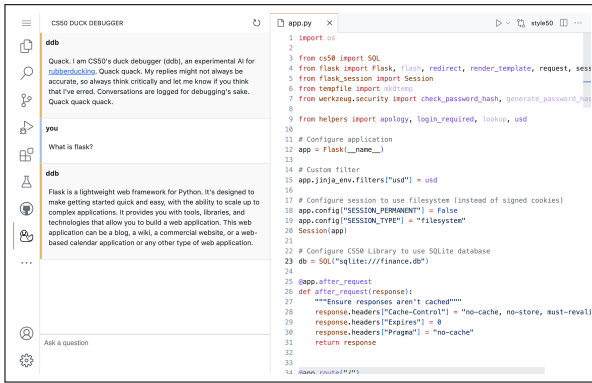 CS50 DUCK DEBUGGER
ddb
Quack. I am CS50's duck debugger (ddb), an experimental AI for
rubberducking. Quack quack. My replies might not always be
accurate, so always think critically and let me know if you think
that I've erred. Conversations are logged for debugging's sake.
Quack quack quack.
you
What is flask?
ddb
Flask is a lightweight web framework for Python. It's designed to
make getting started quick and easy, with the ability to scale up to
complex applications. It provides you with tools, libraries, and
technologies that allow you to build a web application. This web
application can be a blog, a wiki, a commercial website, or a web-
based calendar application or any other type of web application.
Ask a question
app.py
style50
1 import os
2
3 from cs50 import SQL
4 from flask import Flask, flash, redirect, render_template, request, sess
5 from flask_session import Session
6 from tempfile import mkdtemp
7 from werkzeug.security import check_password_hash, generate_password_has
8
9 from helpers import apology, login_required, lookup, usd
10
11 # Configure application
12 app = Flask(__name__)
13
14 # Custom filter
15 app.jinja_env.filters["usd"] = usd
16
17 # Configure session to use filesystem (instead of signed cookies)
18 app.config["SESSION_PERMANENT"] = False
19 app.config["SESSION_TYPE"] = "filesystem"
20 Session(app)
21
22 # Configure CS50 Library to use SQLite database
23 db = SQL("sqlite:///finance.db")
24
25 @app.after_request
26 def after_request(response):
27 """Ensure responses aren't cached"""
28 response.headers["Cache-Control"] = "no-cache, no-store, must-revali
29 response.headers["Expires"] = 0
30 response.headers["Pragma"] = "no-cache"
31 return response
32
33
34 @app.route("/")